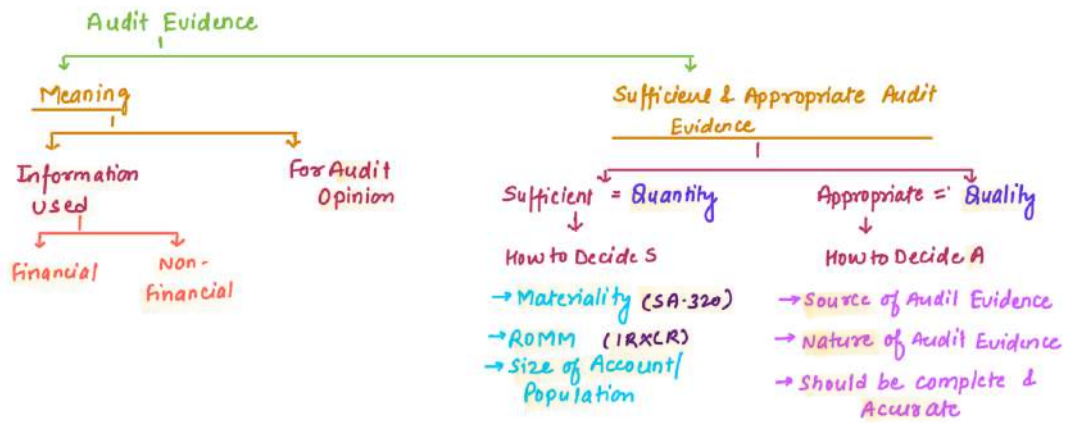 Audit Evidence
Meaning
Information
used
Financial
Non-
Financial
For Audit
Opinion
Sufficient & Appropriate Audit
Evidence
Sufficient = Quantity
How to Decide S
→ Materiality (SA-320)
→ ROMM (IRXCR)
→ Size of Account/
Population
Appropriate = Quality
How to Decide A
→ Source of Audit Evidence
→ Nature of Audit Evidence
→ Should be complete &
Accurate